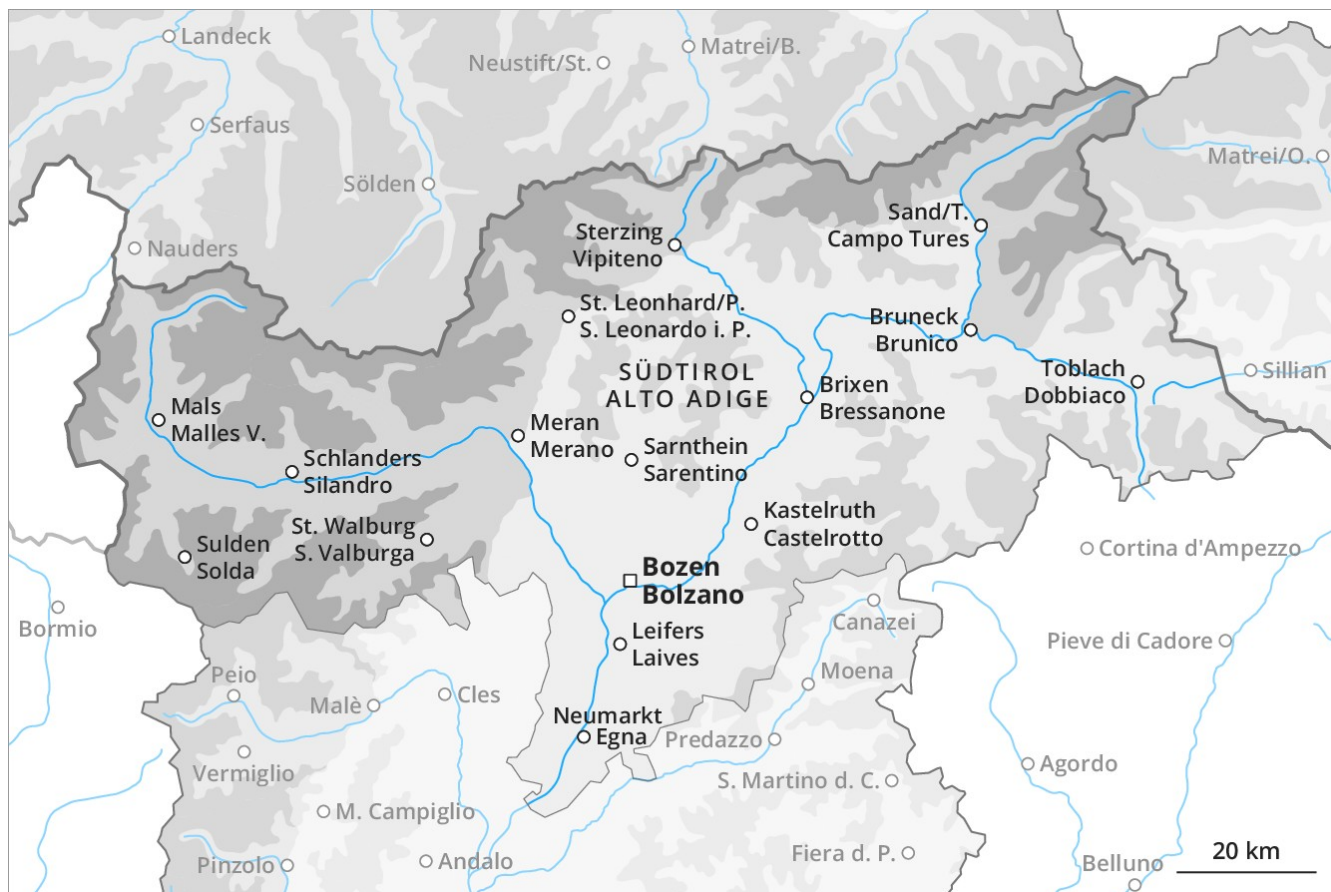 Landeck
Matrei/B.
Neustift/St.
Serfaus
Matrei/O.
Sölden
Sand/T.
Campo Tures
Sterzing
Vipiteno
Nauders
St. Leonhard/P.
S. Leonardo i. P.
Bruneck
Brunico
SÜDTIROL
ALTO ADIGE
Toblach
Dobbiaco
Sillian
Brixen
Bressanone
Mals
Malles V.
Meran
Merano
Sarnthein
Sarentino
Schlanders
Silandro
Kastelruth
Castelrotto
St. Walburg
S. Valburga
Sulden
Solda
Cortina d'Ampezzo
Bozen
Bolzano
Bormio
Canazei
Leifers
Laives
Pieve di Cadore
Peio
Moena
Malè
Cles
Neumarkt
Egna
Predazzo
Vermiglio
Agordo
S. Martino d. C.
M. Campiglio
Fiera d. P.
20 km
Pinzolo
Andalo
Belluno